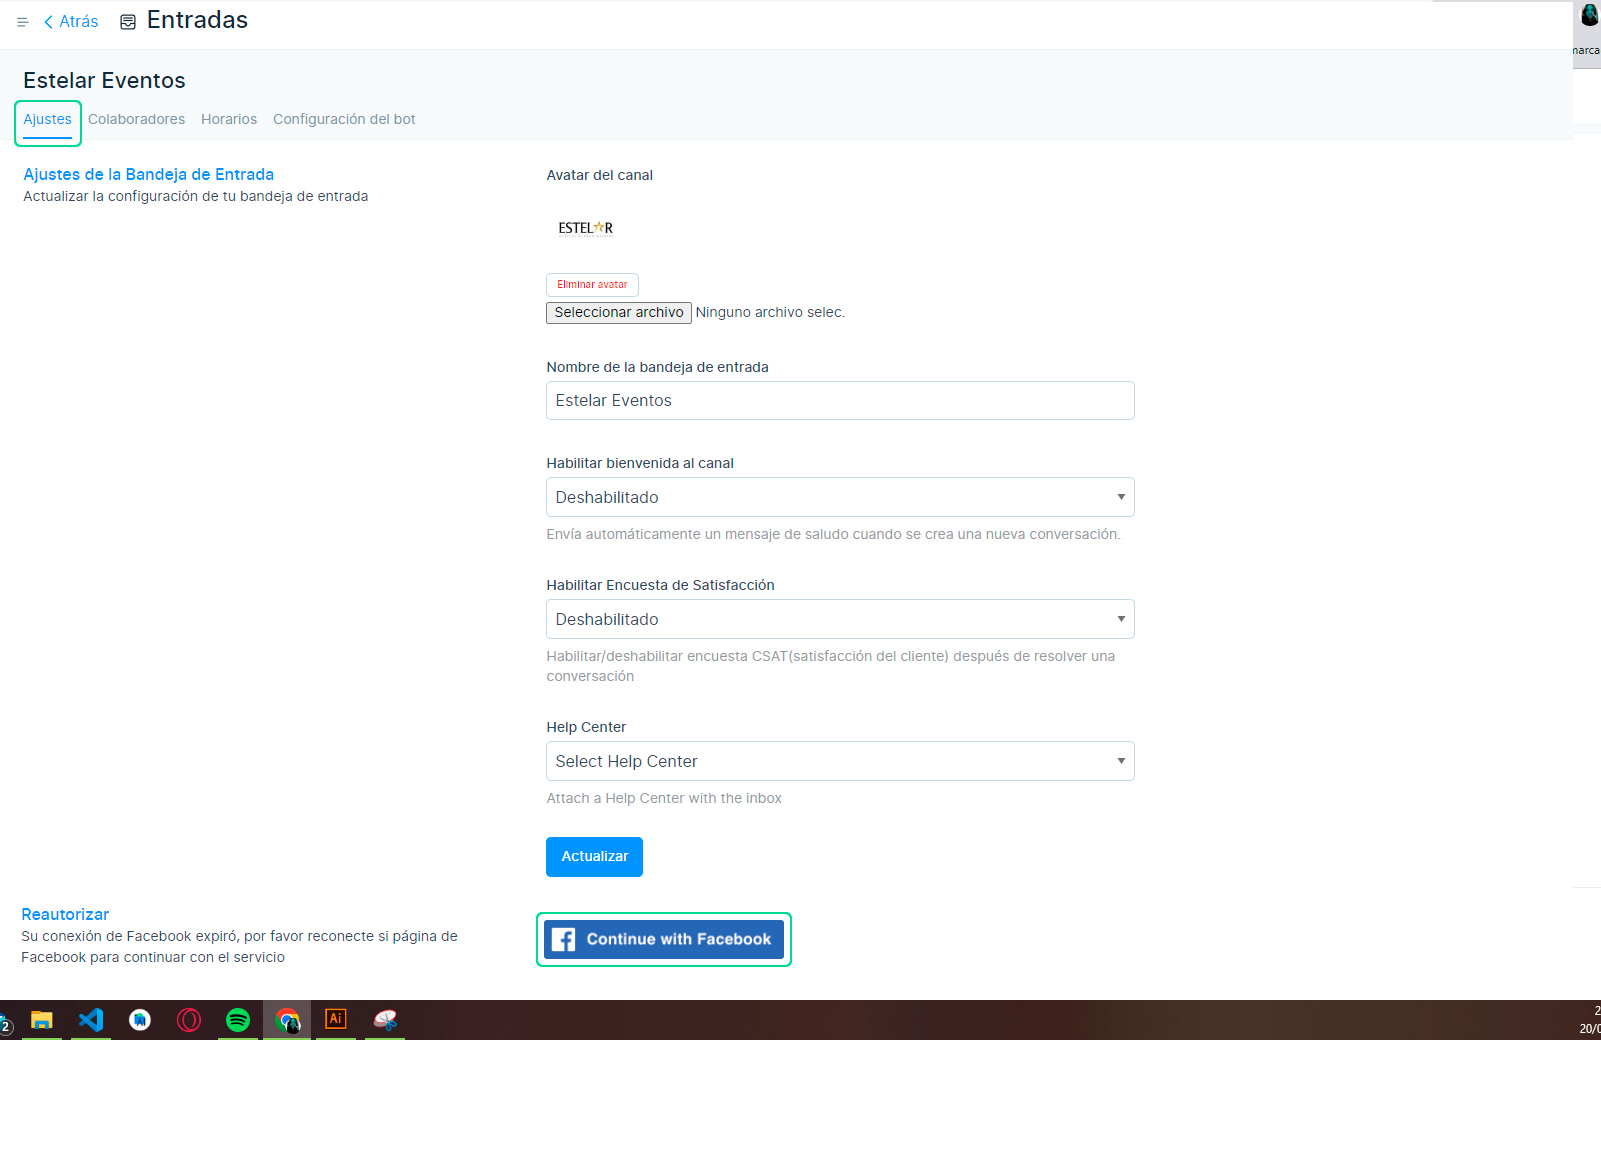 Atrás
Entradas
marca
Estelar Eventos
Ajustes
Colaboradores
Horarios
Configuración del bot
Ajustes de la Bandeja de Entrada
Actualizar la configuración de tu bandeja de entrada
Avatar del canal
ESTEL R
Eliminar avatar
Seleccionar archivo Ninguno archivo selec.
Nombre de la bandeja de entrada
Estelar Eventos
Habilitar bienvenida al canal
Deshabilitado
Envía automáticamente un mensaje de saludo cuando se crea una nueva conversación.
Habilitar Encuesta de Satisfacción
Deshabilitado
Habilitar/deshabilitar encuesta CSAT(satisfacción del cliente) después de resolver una
conversación
Help Center
Select Help Center
Attach a Help Center with the inbox
Actualizar
Reautorizar
Su conexión de Facebook expiró, por favor reconecte si página de
Facebook para continuar con el servicio
Continue with Facebook
2
Ai
2
20/0